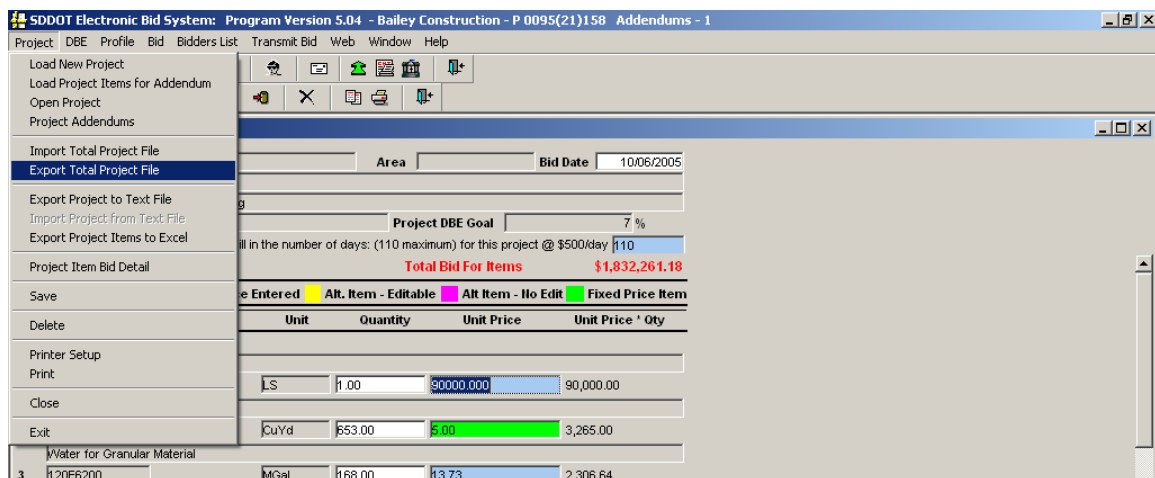 SDDOT Electronic Bid System: Program Version 5.04 - Bailey Construction - P 0095(21)158 Addendums - 1
Project DBE Profile Bid Bidders List Transmit Bid Web Window Help
Load New Project
Load Project Items for Addendum
Open Project
Project Addendums
Import Total Project File
Export Total Project File
Export Project to Text File
Import Project from Text File
Export Project Items to Excel
Project Item Bid Detail
Save
Delete
Printer Setup
Print
Close
Exit
Area Bid Date 10/06/2005
g
Project DBE Goal 7 %
ill in the number of days: (110 maximum) for this project @ $500/day 110
Total Bid For Items $1,832,261.18
e Entered Alt. Item - Editable Alt Item - No Edit Fixed Price Item
Unit Quantity Unit Price Unit Price * Qty
LS 1.00 90000.000 90,000.00
CuYd 653.00 5.00 3,265.00
Water for Granular Material
3 120E6200 MGal 168.00 13.73 2,306.64